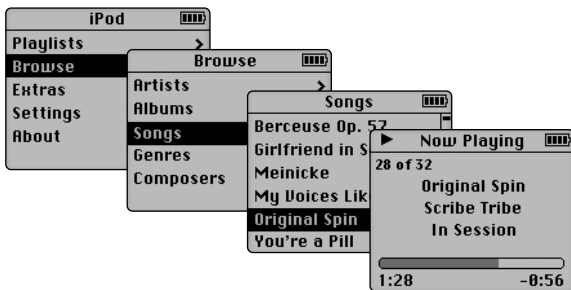 iPod
Playlists >
Browse
Extras
Settings
About
Browse
Artists >
Albums
Songs
Genres
Composers
Songs
Berceuse Op. 57
Girlfriend in S
Meinicke
My Voices Lik
Original Spin
You're a Pill
Now Playing
28 of 32
Original Spin
Scribe Tribe
In Session
1:28 -0:56